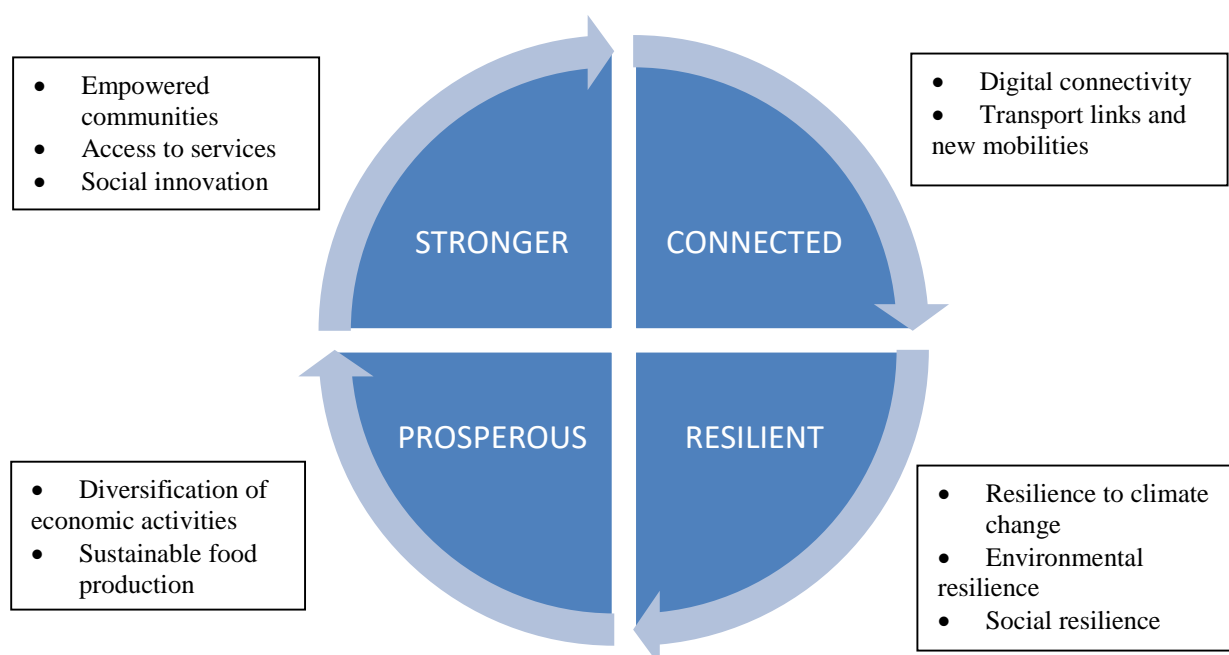 • Empowered
communities
• Access to services
• Social innovation
• Digital connectivity
• Transport links and
new mobilities
STRONGER
CONNECTED
PROSPEROUS
RESILIENT
• Diversification of
economic activities
• Sustainable food
production
• Resilience to climate
change
• Environmental
resilience
• Social resilience